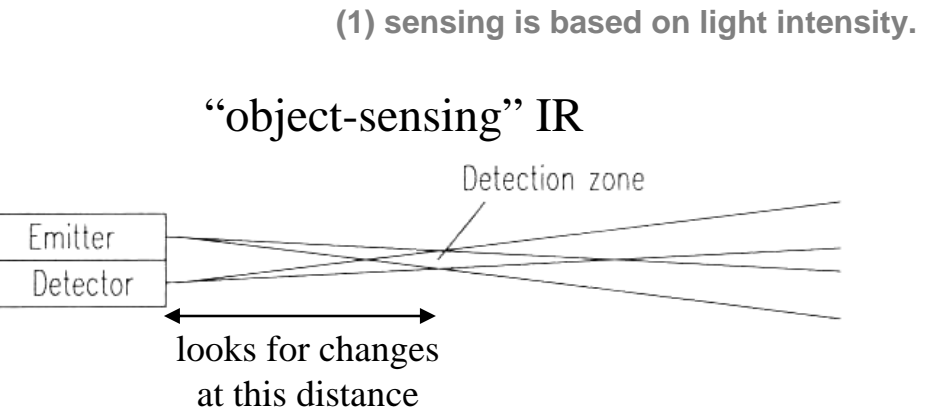 (1) sensing is based on light intensity.
“object-sensing” IR
Detection zone
Emitter
Detector
looks for changes
at this distance